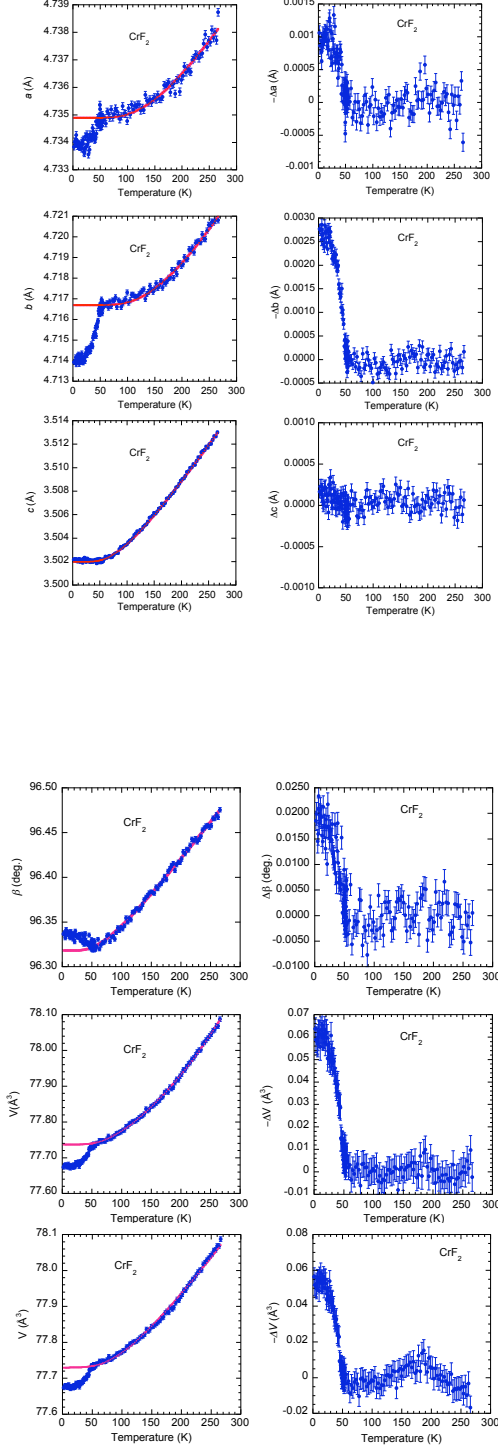 4.739
4.738
4.735
4.734
4.733
a (Å)
CrF2
0 50 100 150 200 250 300
Temperature (K)
0.0015
0.0010
0.0005
0
-0.0005
-0.001
−Δa (Å)
CrF2
0 50 100 150 200 250 300
Temperatre (K)
4.721
4.720
4.718
4.717
4.715
4.714
4.713
b (Å)
CrF2
0 50 100 150 200 250 300
Temperature (K)
0.0030
0.0025
0.0020
0.0015
0.0010
0.0005
0.0000
-0.0005
−Δb (Å)
CrF2
0 50 100 150 200 250 300
Temperatre (K)
3.514
3.512
3.510
3.508
3.506
3.504
3.502
3.500
c (Å)
CrF2
0 50 100 150 200 250 300
Temperature (K)
0.0010
0.0005
0.0000
-0.0005
-0.0010
Δc (Å)
CrF2
0 50 100 150 200 250 300
Temperatre (K)
96.50
96.45
96.40
96.33
96.30
β (deg.)
CrF2
0 50 100 150 200 250 300
Temperature (K)
0.0250
0.0200
0.0150
0.0100
0.0050
0.0000
-0.0050
-0.0100
Δβ (deg.)
CrF2
0 50 100 150 200 250 300
Temperatre (K)
78.10
78.00
77.90
77.80
77.70
77.60
V(Å3)
CrF2
0 50 100 150 200 250 300
Temperature (K)
0.07
0.06
0.05
0.04
0.03
0.02
0.01
0
-0.01
−ΔV (Å3)
CrF2
0 50 100 150 200 250 300
Temperature (K)
78.1
78.0
77.9
77.8
77.7
77.6
V (Å3)
CrF2
0 50 100 150 200 250 300
Temperature (K)
0.08
0.06
0.04
0.02
0.00
-0.02
−ΔV (Å3)
CrF2
0 50 100 150 200 250 300
Temperature (K)